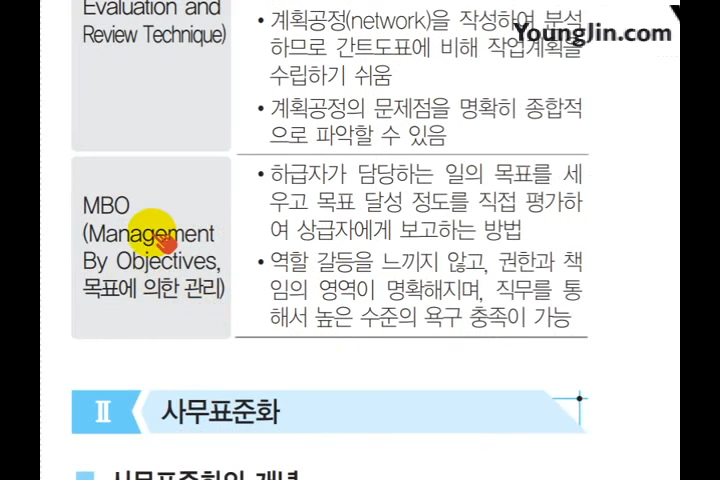 Evaluation and
Review Technique)
• 계획공정(network)을 작성하여 분석
하므로 간트도표에 비해 작업계획을
수립하기 쉬움
• 계획공정의 문제점을 명확히 종합적
으로 파악할 수 있음
YoungJin.com
MBO
(Management
By Objectives,
목표에 의한 관리)
• 하급자가 담당하는 일의 목표를 세
우고 목표 달성 정도를 직접 평가하
여 상급자에게 보고하는 방법
• 역할 갈등을 느끼지 않고, 권한과 책
임의 영역이 명확해지며, 직무를 통
해서 높은 수준의 욕구 충족이 가능
Ⅱ 사무표준화
사무표준화의 개념